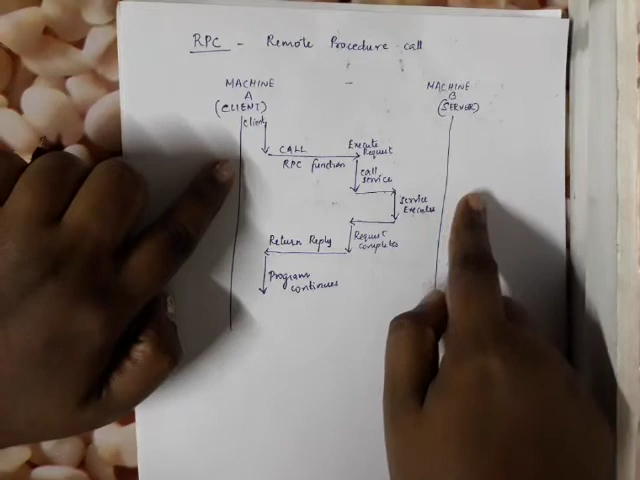 RPC - Remote Procedure call
MACHINE
A
(CLIENT)
MACHINE
B
(SERVER)
client
CALL
RPC function
Execute
Request
call
service
service
Executes
Request
completes
Return Reply
Program
continues